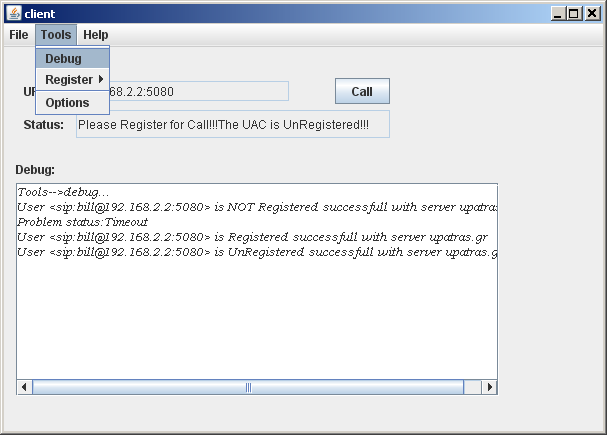 client
File Tools Help
Debug
Register
Options
68.2.2:5080
Call
Status: Please Register for Call!!!The UAC is UnRegistered!!!
Debug:
Tools-->debug...
User <sip:bill@192.168.2.2:5080> is NOT Registered successfull with server upatras
Problem status:Timeout
User <sip:bill@192.168.2.2:5080> is Registered successfull with server upatras.gr
User <sip:bill@192.168.2.2:5080> is UnRegistered successfull with server upatras.g